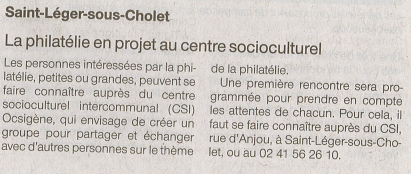 Saint-Léger-sous-Cholet
La philatélie en projet au centre socioculturel
Les personnes intéressées par la phi-
latélie, petites ou grandes, peuvent se
faire connaître auprès du centre
socioculturel intercommunal (CSI)
Ocsigène, qui envisage de créer un
groupe pour partager et échanger
avec d'autres personnes sur le thème
de la philatélie.
Une première rencontre sera pro-
grammée pour prendre en compte
les attentes de chacun. Pour cela, il
faut se faire connaître auprès du CSI,
rue d'Anjou, à Saint-Léger-sous-Cho-
let, ou au 02 41 56 26 10.